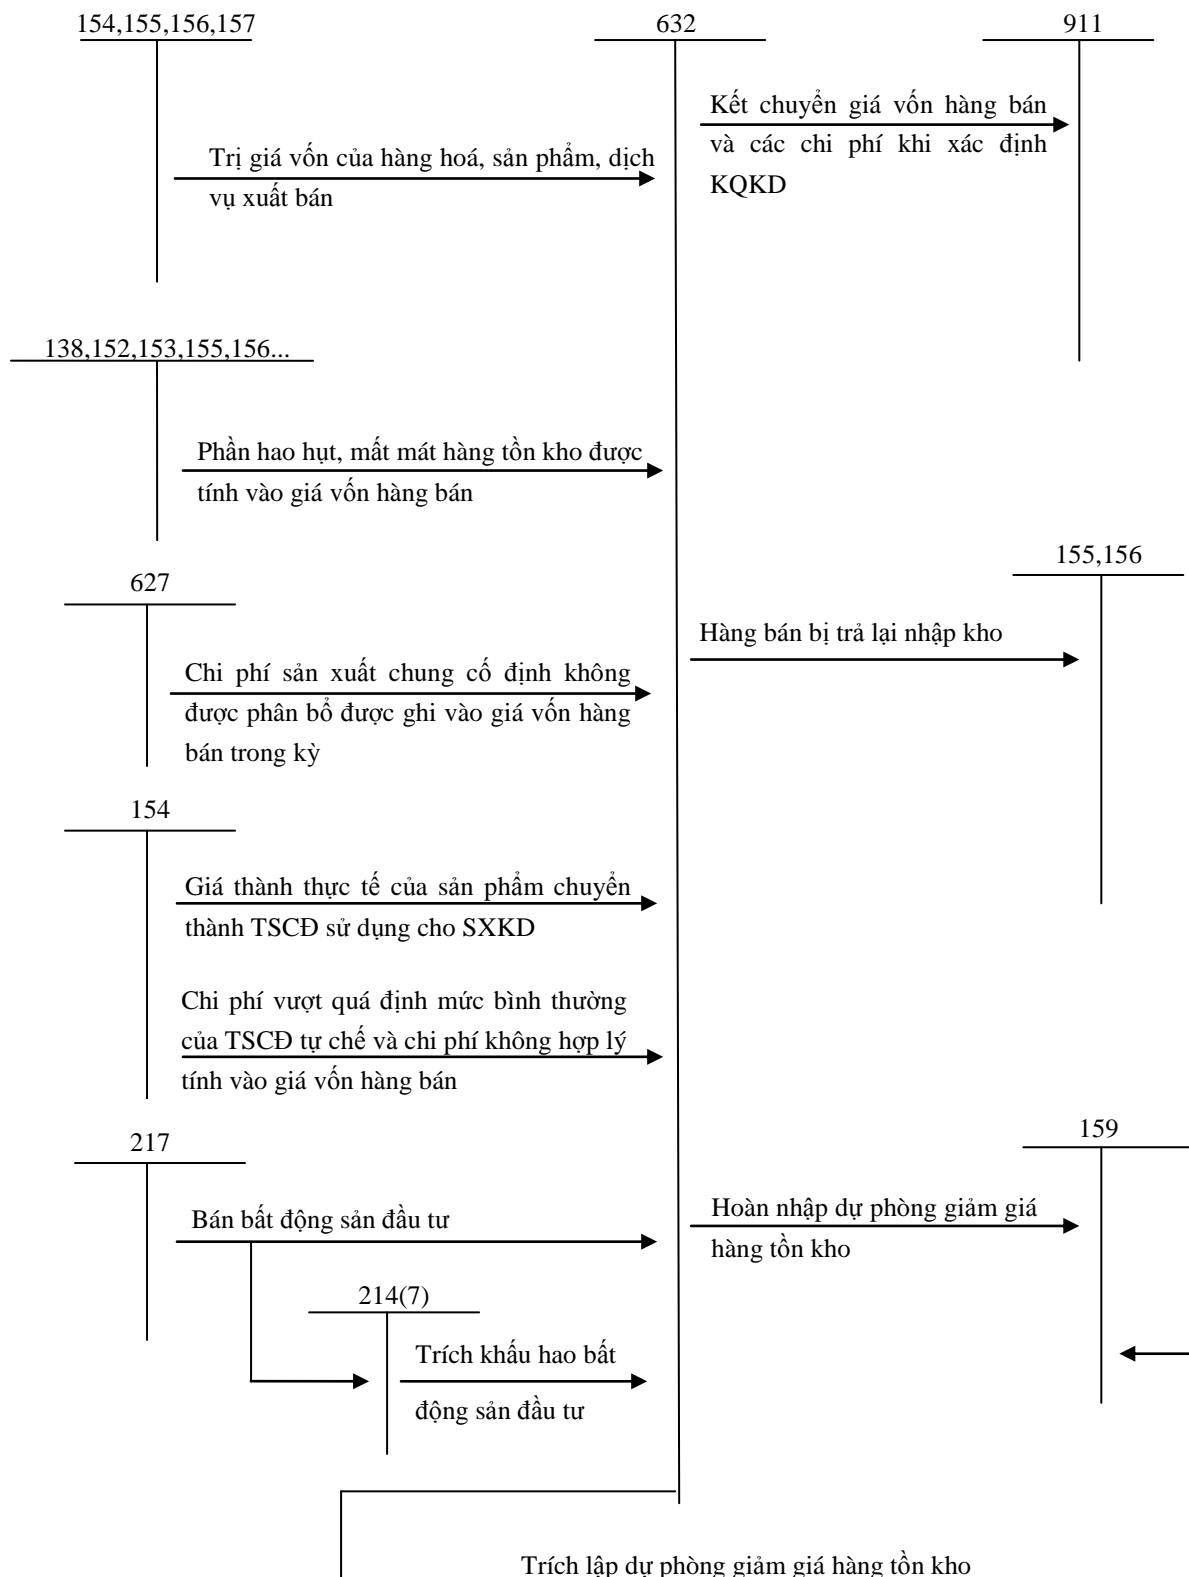 154,155,156,157
632
911
Kết chuyển giá vốn hàng bán
và các chi phí khi xác định
KQKD
Trị giá vốn của hàng hoá, sản phẩm, dịch
vụ xuất bán
138,152,153,155,156...
Phần hao hụt, mất mát hàng tồn kho được
tính vào giá vốn hàng bán
155,156
627
Hàng bán bị trả lại nhập kho
Chi phí sản xuất chung cố định không
được phân bổ được ghi vào giá vốn hàng
bán trong kỳ
154
Giá thành thực tế của sản phẩm chuyển
thành TSCĐ sử dụng cho SXKD
Chi phí vượt quá định mức bình thường
của TSCĐ tự chế và chi phí không hợp lý
tính vào giá vốn hàng bán
217
159
Bán bất động sản đầu tư
Hoàn nhập dự phòng giảm giá
hàng tồn kho
214(7)
Trích khấu hao bất
động sản đầu tư
Trích lập dự phòng giảm giá hàng tồn kho